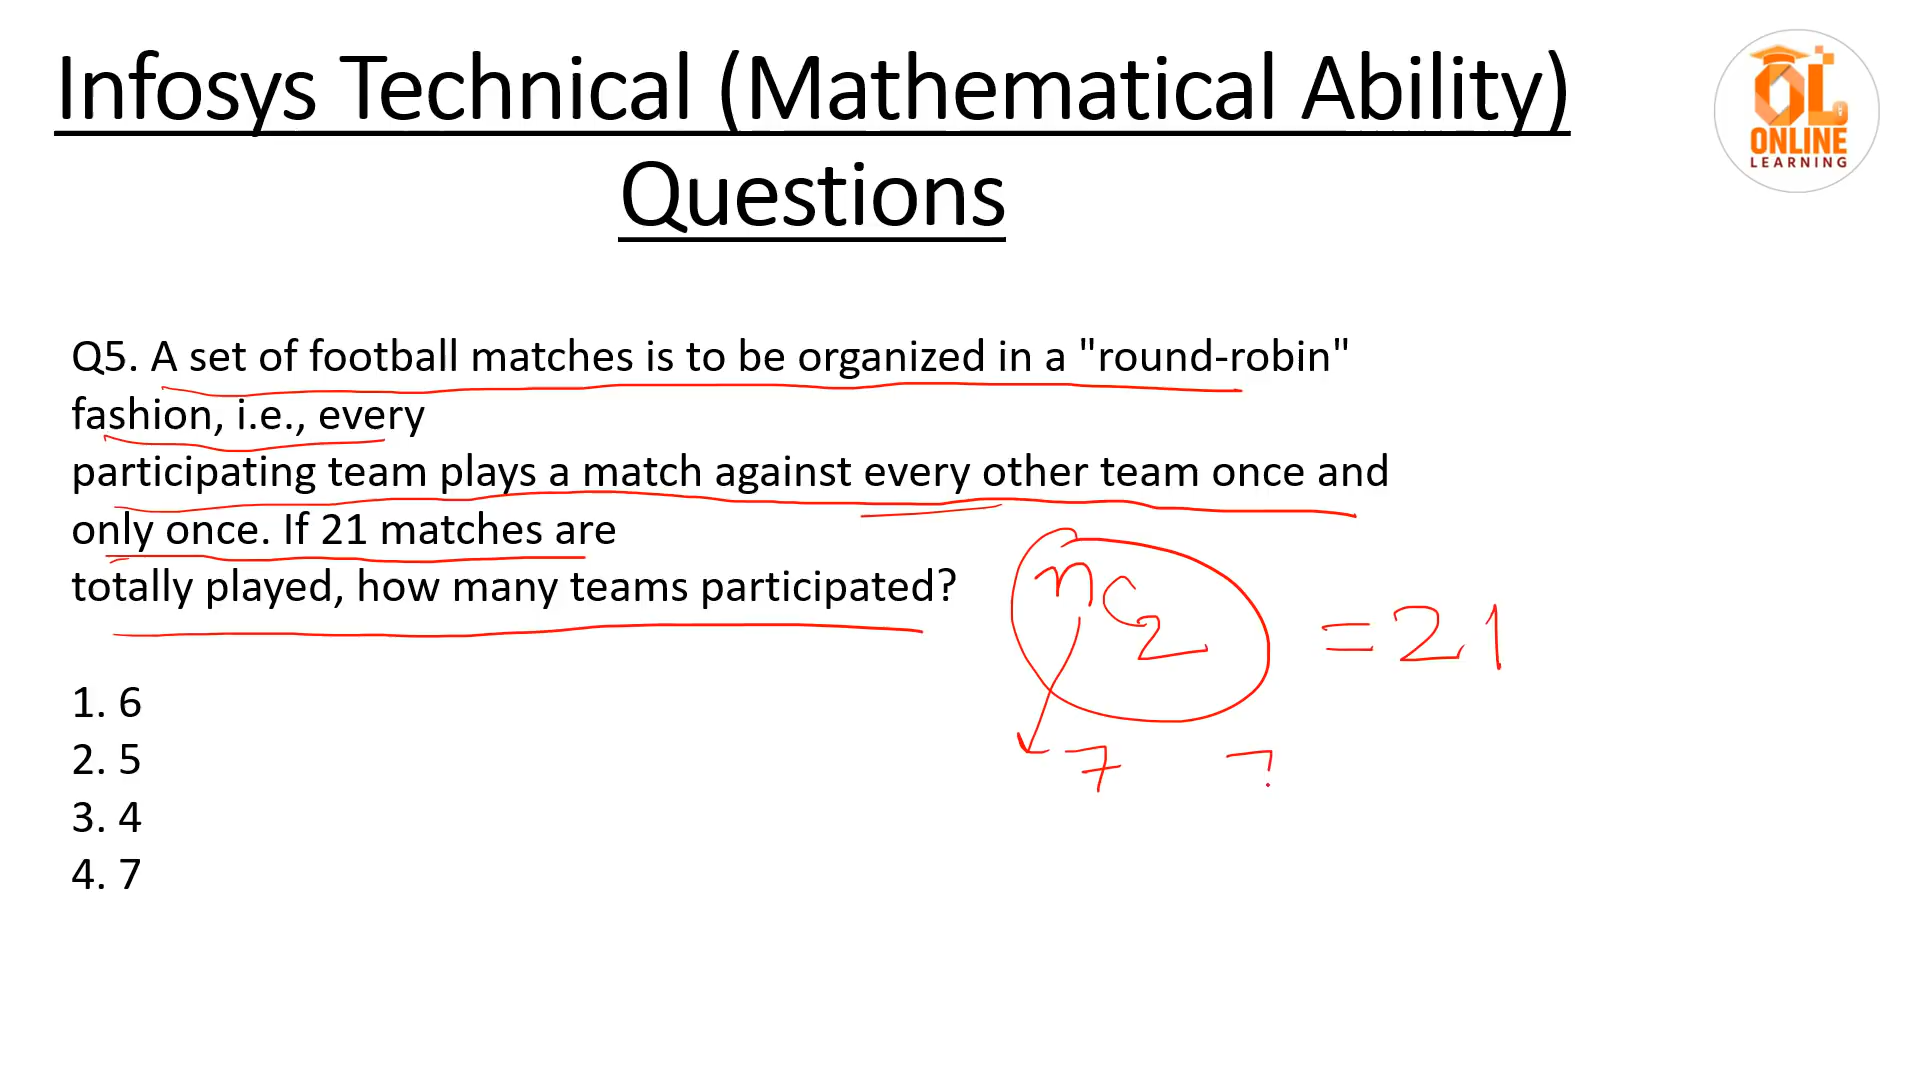 Infosys Technical (Mathematical Ability)
Questions
OL
ONLINE
LEARNING
Q5. A set of football matches is to be organized in a "round-robin"
fashion, i.e., every
participating team plays a match against every other team once and
only once. If 21 matches are
totally played, how many teams participated?
nC2 = 21
7 7
1. 6
2. 5
3. 4
4. 7